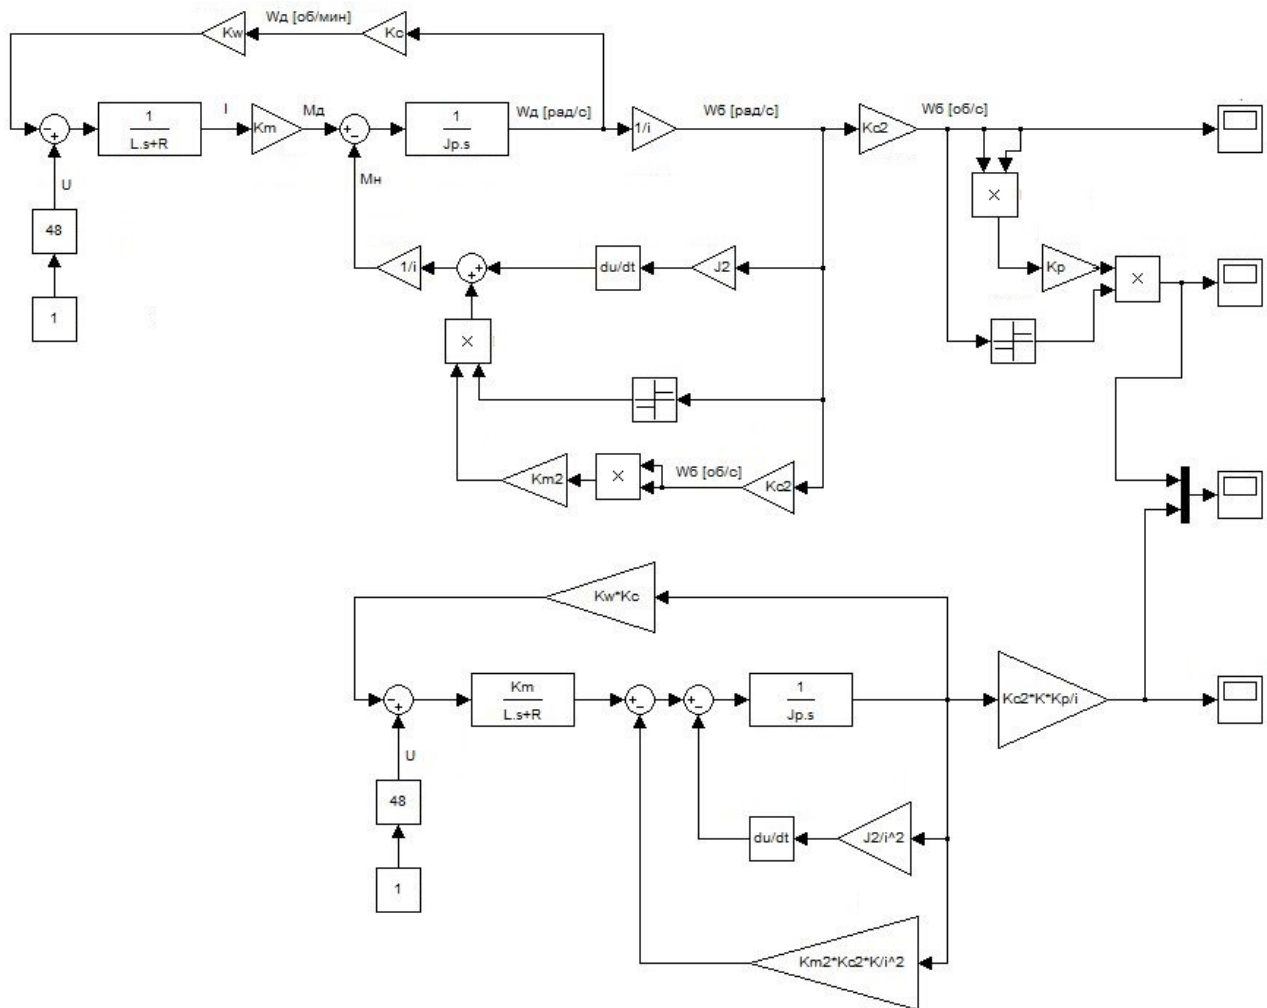 Wд [об/мин]
Kw
Kc
1
L.s+R
I
Km
Mд
1
Jp.s
Wд [рад/с]
1/i
Wб [рад/с]
Kc2
Wб [об/с]
U
Mн
×
48
1/i
du/dt
J2
Kp
×
1
×
Km2
×
Wб [об/с]
Kc2
Kw*Kc
Km
L.s+R
1
Jp.s
Kc2*K*Kp/i
U
48
du/dt
J2/i^2
1
Km2*Kc2*K/i^2